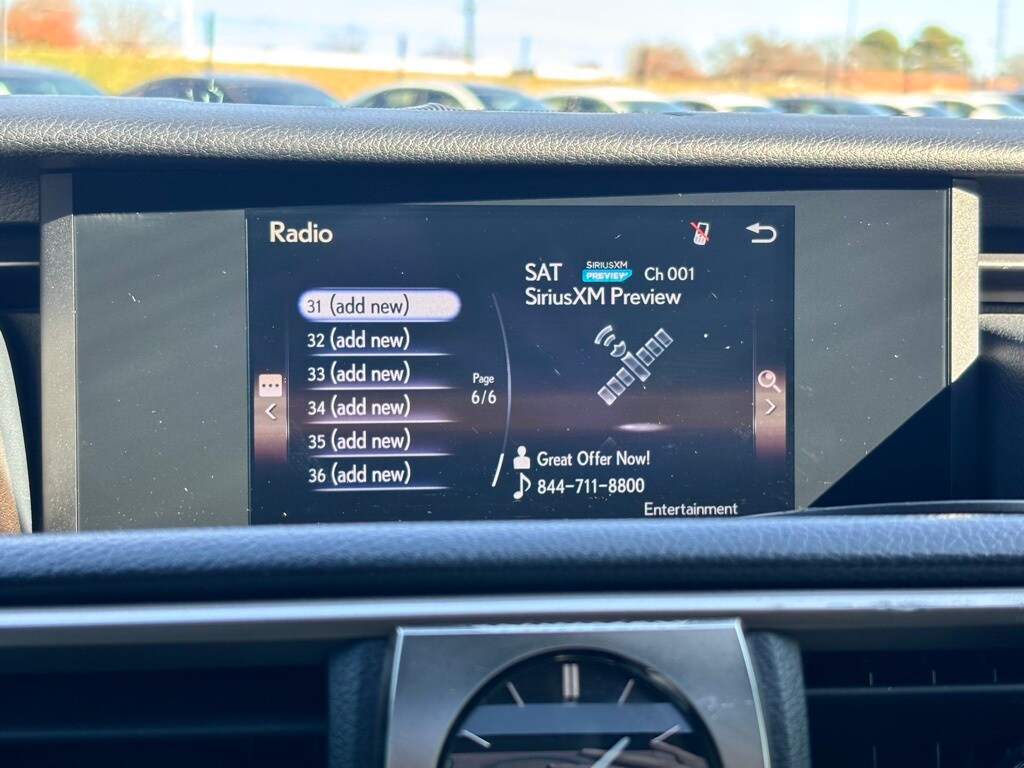 Radio
SAT SIRIUSXM PREVIEW Ch 001
SiriusXM Preview
31 (add new)
32 (add new)
33 (add new)
34 (add new)
35 (add new)
36 (add new)
Page
6/6
Great Offer Now!
844-711-8800
Entertainment